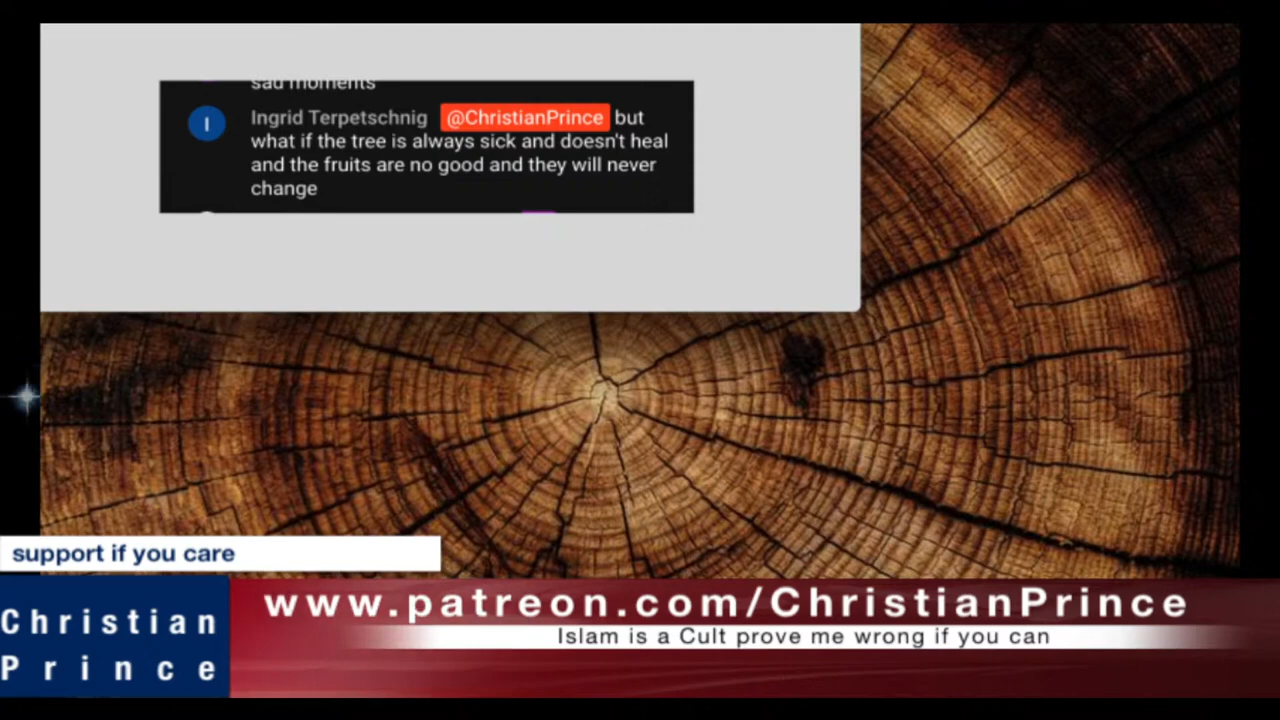 sad moments
I
Ingrid Terpetschnig @ChristianPrince but
what if the tree is always sick and doesn't heal
and the fruits are no good and they will never
change
support if you care
Christian
Prince
www.patreon.com/ChristianPrince
Islam is a Cult prove me wrong if you can